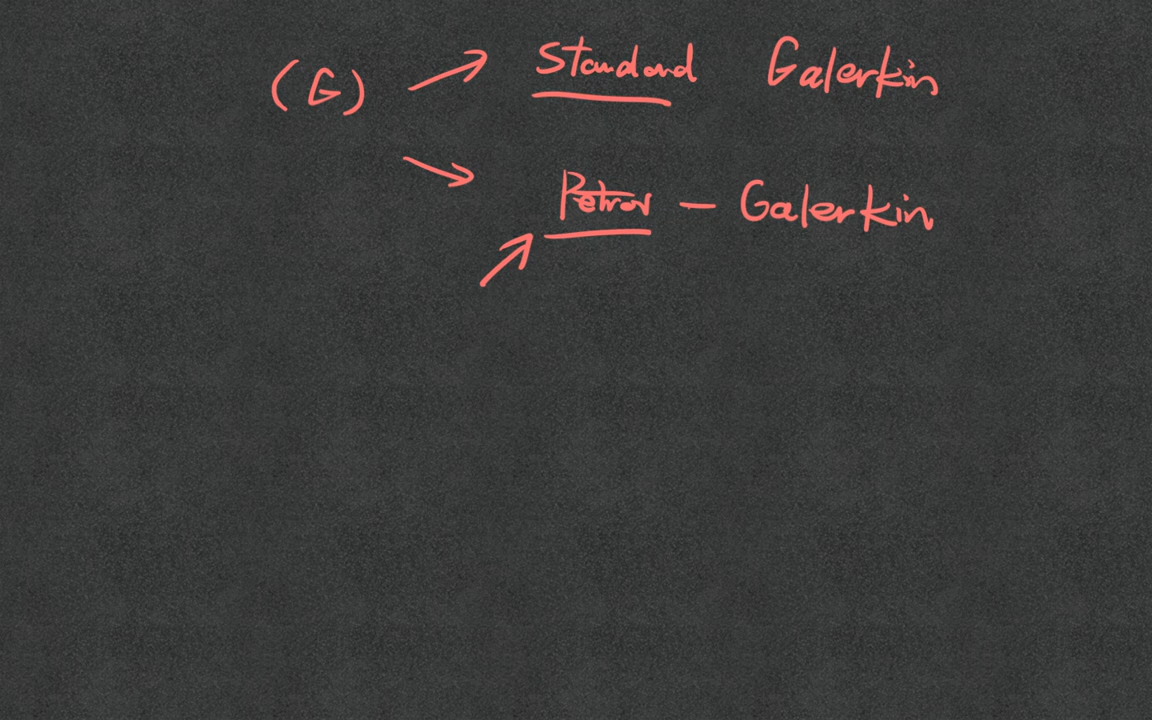 (G) → Standard Galerkin
→ Petrov - Galerkin